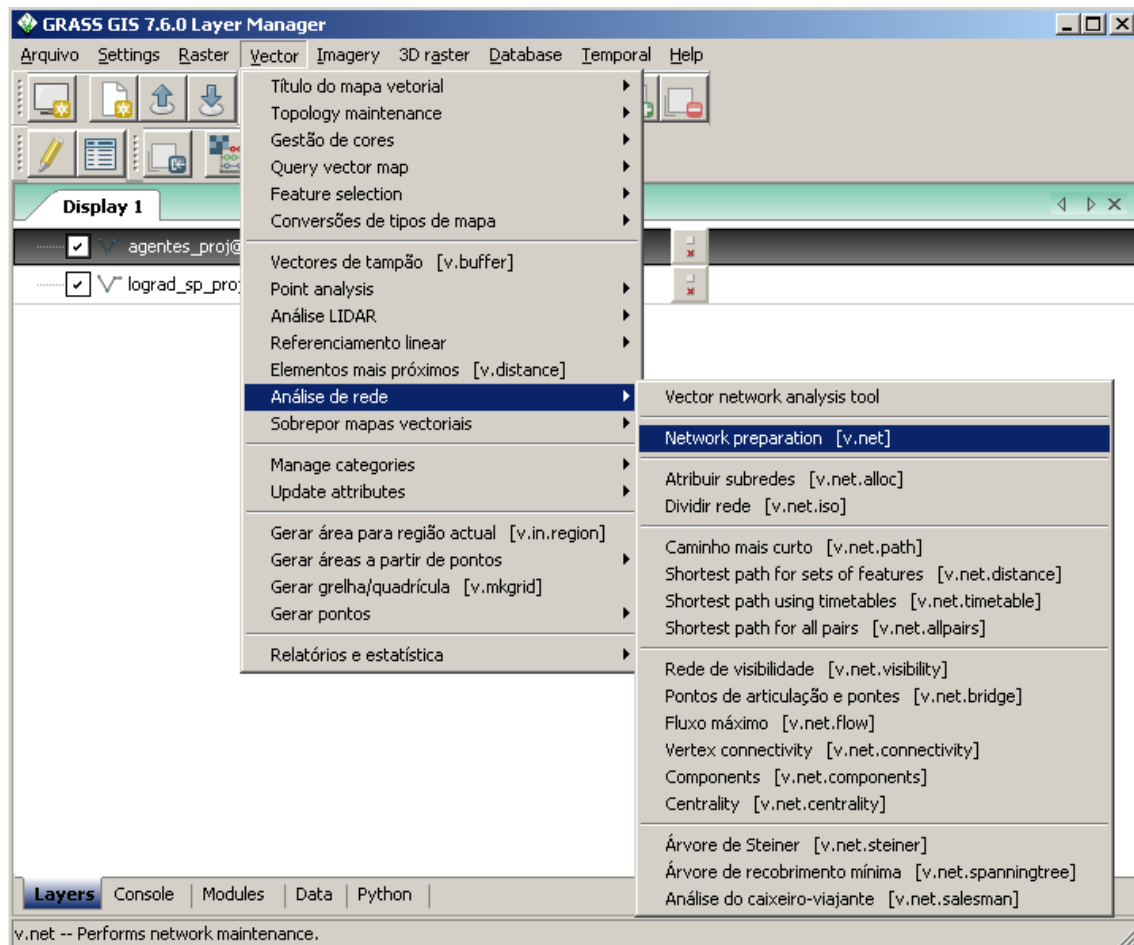 GRASS GIS 7.6.0 Layer Manager
Arquivo Settings Raster Vector Imagery 3D raster Database Temporal Help
Título do mapa vetorial
Topology maintenance
Gestão de cores
Query vector map
Feature selection
Conversões de tipos de mapa
Vectores de tampão [v.buffer]
Point analysis
Análise LIDAR
Referenciamento linear
Elementos mais próximos [v.distance]
Análise de rede
Sobrepor mapas vectoriais
Manage categories
Update attributes
Gerar área para região actual [v.in.region]
Gerar áreas a partir de pontos
Gerar grelha/quadrícula [v.mkgrid]
Gerar pontos
Relatórios e estatística
Display 1
agentes_proj@
lograd_sp_proj
Vector network analysis tool
Network preparation [v.net]
Atribuir subredes [v.net.alloc]
Dividir rede [v.net.iso]
Caminho mais curto [v.net.path]
Shortest path for sets of features [v.net.distance]
Shortest path using timetables [v.net.timetable]
Shortest path for all pairs [v.net.allpairs]
Rede de visibilidade [v.net.visibility]
Pontos de articulação e pontes [v.net.bridge]
Fluxo máximo [v.net.flow]
Vertex connectivity [v.net.connectivity]
Components [v.net.components]
Centrality [v.net.centrality]
Árvore de Steiner [v.net.steiner]
Árvore de recobrimento mínima [v.net.spanningtree]
Análise do caixeiro-viajante [v.net.salesman]
Layers Console Modules Data Python
v.net -- Performs network maintenance.